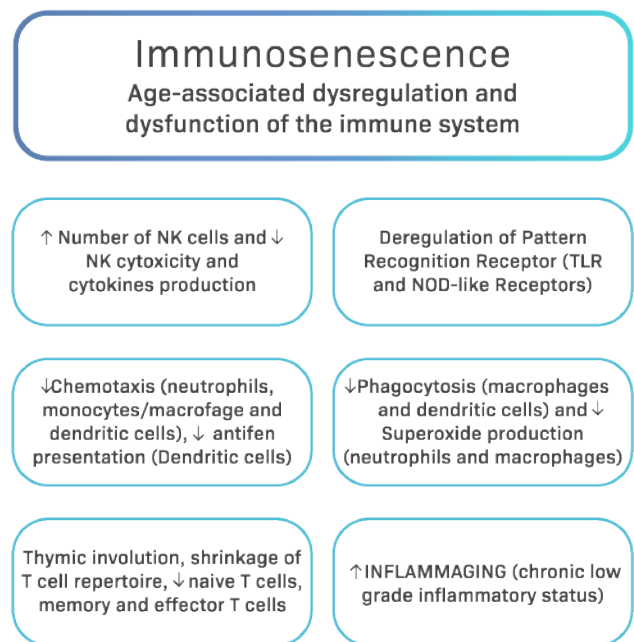 Immunosenescence
Age-associated dysregulation and
dysfunction of the immune system
↑ Number of NK cells and ↓
NK cytoxicity and
cytokines production
Deregulation of Pattern
Recognition Receptor (TLR
and NOD-like Receptors)
↓Chemotaxis (neutrophils,
monocytes/macrofage and
dendritic cells), ↓ antifen
presentation (Dendritic cells)
↓Phagocytosis (macrophages
and dendritic cells) and ↓
Superoxide production
(neutrophils and macrophages)
Thymic involution, shrinkage of
T cell repertoire, ↓naive T cells,
memory and effector T cells
↑INFLAMMAGING (chronic low
grade inflammatory status)